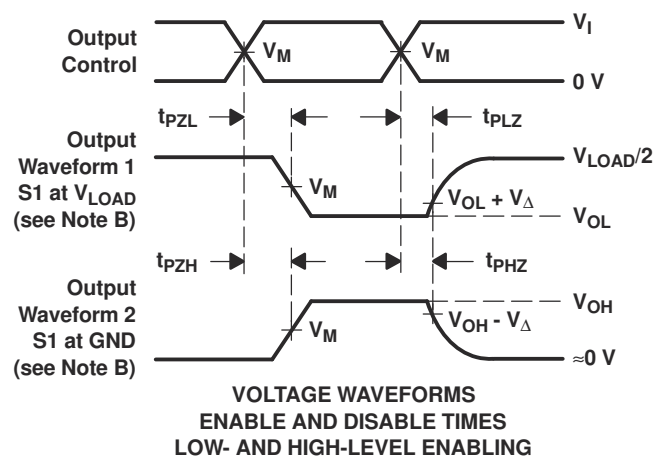 Output
Control
V_M
V_M
V_I
0 V
t_PZL
t_PLZ
Output
Waveform 1
S1 at V_LOAD
(see Note B)
V_M
V_LOAD/2
V_OL + V_Δ
V_OL
t_PZH
t_PHZ
Output
Waveform 2
S1 at GND
(see Note B)
V_M
V_OH
V_OH - V_Δ
≈0 V
VOLTAGE WAVEFORMS
ENABLE AND DISABLE TIMES
LOW- AND HIGH-LEVEL ENABLING